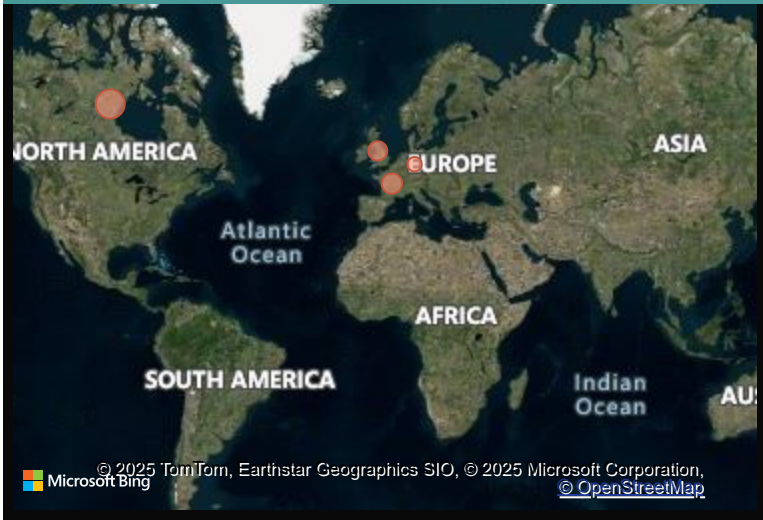 NORTH AMERICA
EUROPE
ASIA
Atlantic
Ocean
AFRICA
SOUTH AMERICA
Indian
Ocean
AUS
© 2025 TomTom, Earthstar Geographics SIO, © 2025 Microsoft Corporation,
Microsoft Bing
© OpenStreetMap